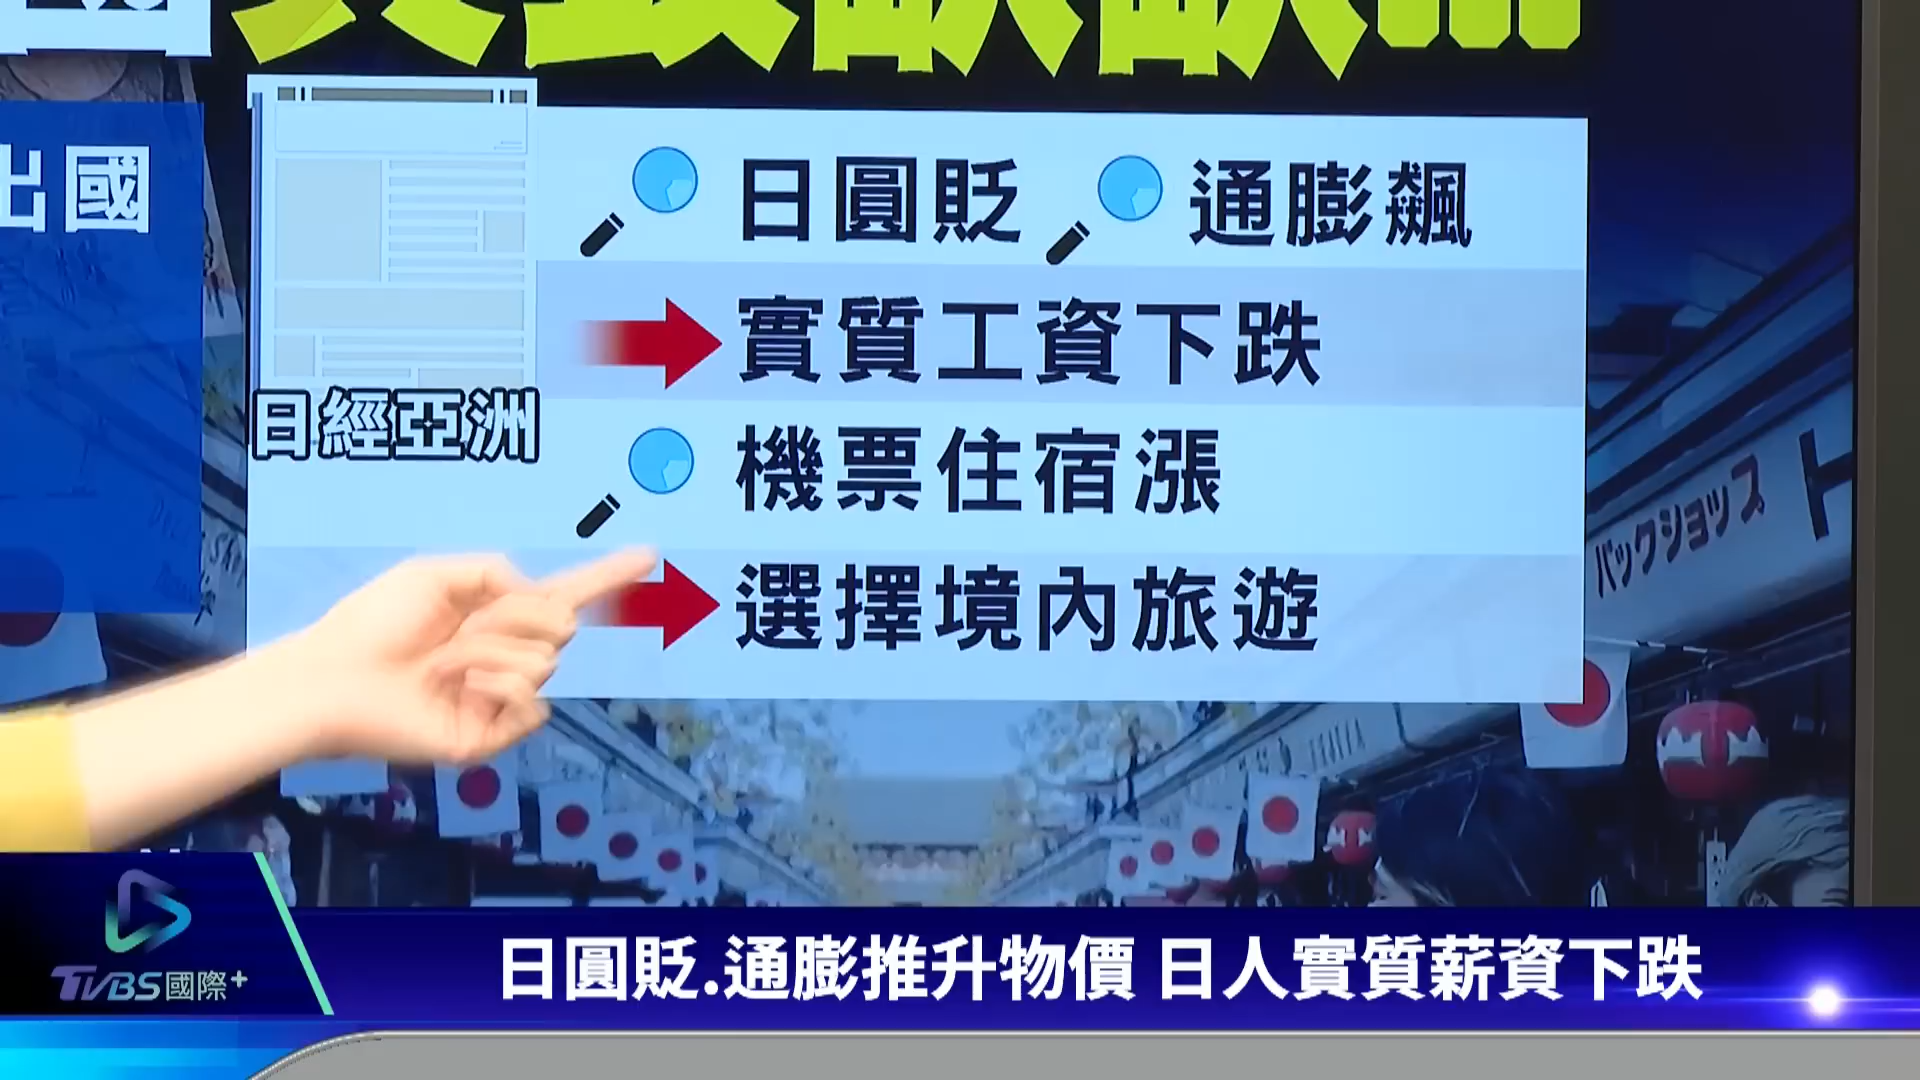 出國
日圓貶 通膨飆
實質工資下跌
日經亞洲
機票住宿漲
選擇境內旅遊
バックショップ
ト
TVBS國際+
日圓貶.通膨推升物價 日人實質薪資下跌